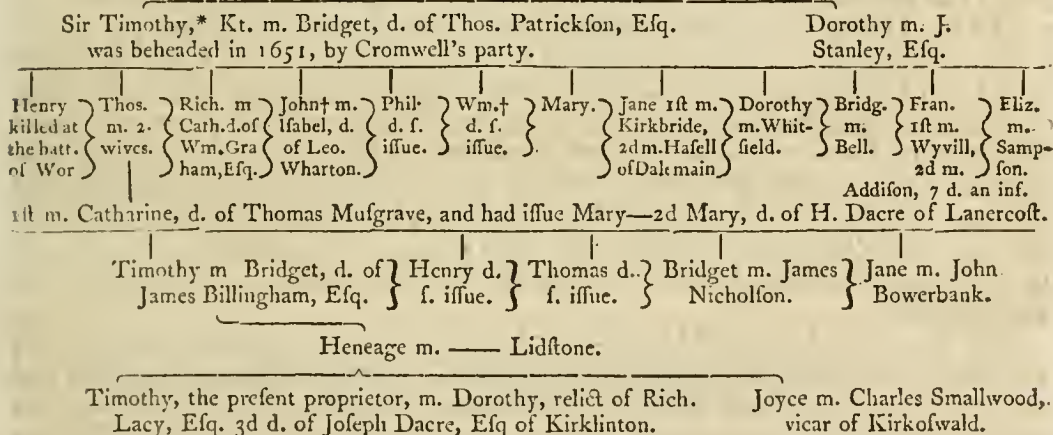 Sir Timothy,* Kt. m. Bridget, d. of Thos. Patrickſon, Eſq.
was beheaded in 1651, by Cromwell's party.
Dorothy m. J.
Stanley, Eſq.
Henry
killed at
the batt.
of Wor
Thos.
m. 2.
wives.
Rich. m
Cath.d.of
Wm.Gra
ham,Eſq.
John† m.
Iſabel, d.
of Leo.
Wharton.
Phil.
d. ſ.
iſſue.
Wm.†
d. ſ.
iſſue.
Mary.
Jane 1ſt m.
Kirkbride,
2d m.Haſell
of Dalemain
Dorothy
m.Whit-
field.
Bridg.
m.
Bell.
Fran.
1ſt m.
Wyvill,
2d m.
Addiſon, 7 d. an inf.
Eliz.
m.
Samp-
ſon.
1ſt m. Catharine, d. of Thomas Muſgrave, and had iſſue Mary—2d Mary, d. of H. Dacre of Lanercoſt.
Timothy m Bridget, d. of
James Billingham, Eſq.
Henry d.
ſ. iſſue.
Thomas d.
ſ. iſſue.
Bridget m. James
Nicholſon.
Jane m. John
Bowerbank.
Heneage m. —— Lidſtone.
Timothy, the preſent proprietor, m. Dorothy, relict of Rich.
Lacy, Eſq. 3d d. of Joſeph Dacre, Eſq of Kirklinton.
Joyce m. Charles Smallwood,
vicar of Kirkoſwald.